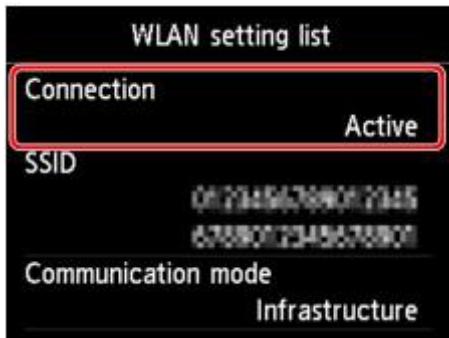 WLAN setting list
Connection
Active
SSID
Communication mode
Infrastructure